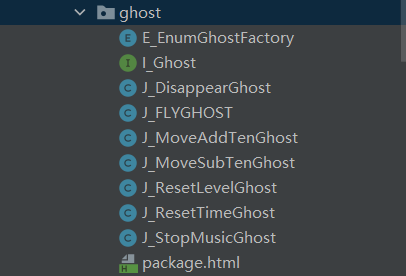 ghost
E E_EnumGhostFactory
I I_Ghost
C J_DisappearGhost
C J_FLYGHOST
C J_MoveAddTenGhost
C J_MoveSubTenGhost
C J_ResetLevelGhost
C J_ResetTimeGhost
C J_StopMusicGhost
H package.html